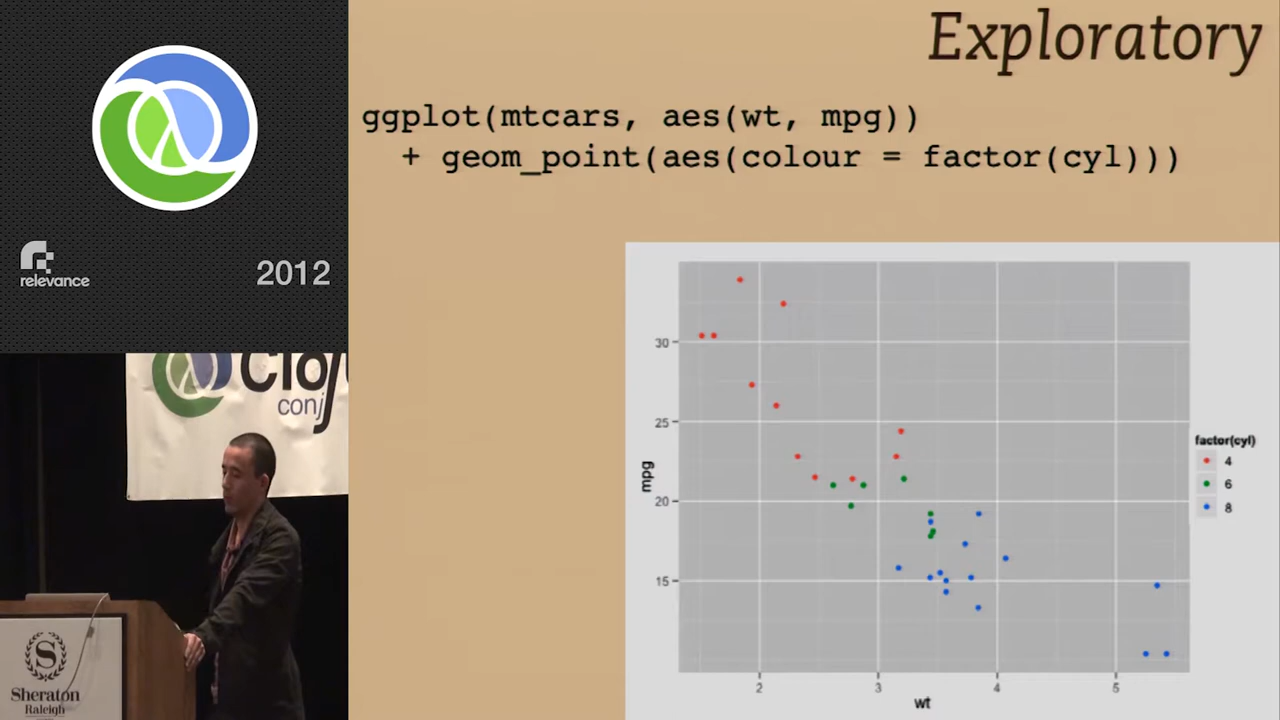 Exploratory
ggplot(mtcars, aes(wt, mpg))
+ geom_point(aes(colour = factor(cyl)))
relevance
2012
Cloj
conj
Sheraton
Raleigh
30
25
20
15
mpg
2
3
4
5
wt
factor(cyl)
4
6
8
S